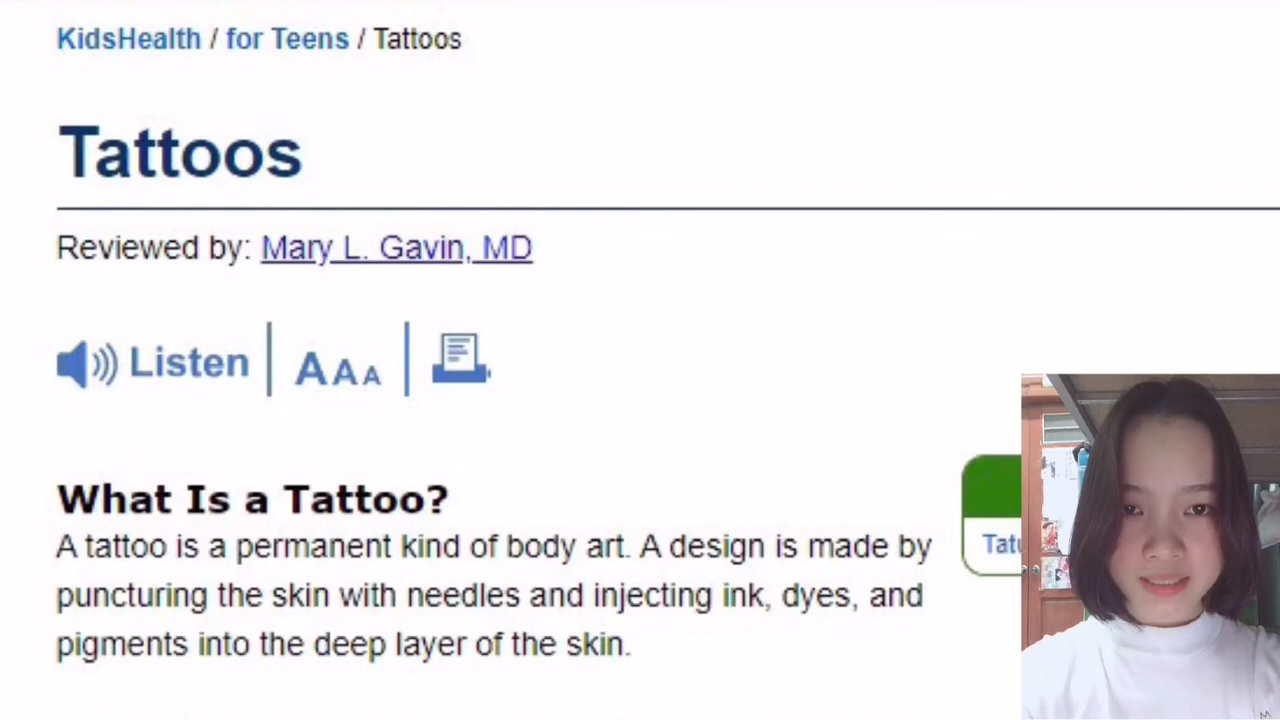 KidsHealth / for Teens / Tattoos
Tattoos
Reviewed by: Mary L. Gavin, MD
Listen
AAA
What Is a Tattoo?
A tattoo is a permanent kind of body art. A design is made by
puncturing the skin with needles and injecting ink, dyes, and
pigments into the deep layer of the skin.